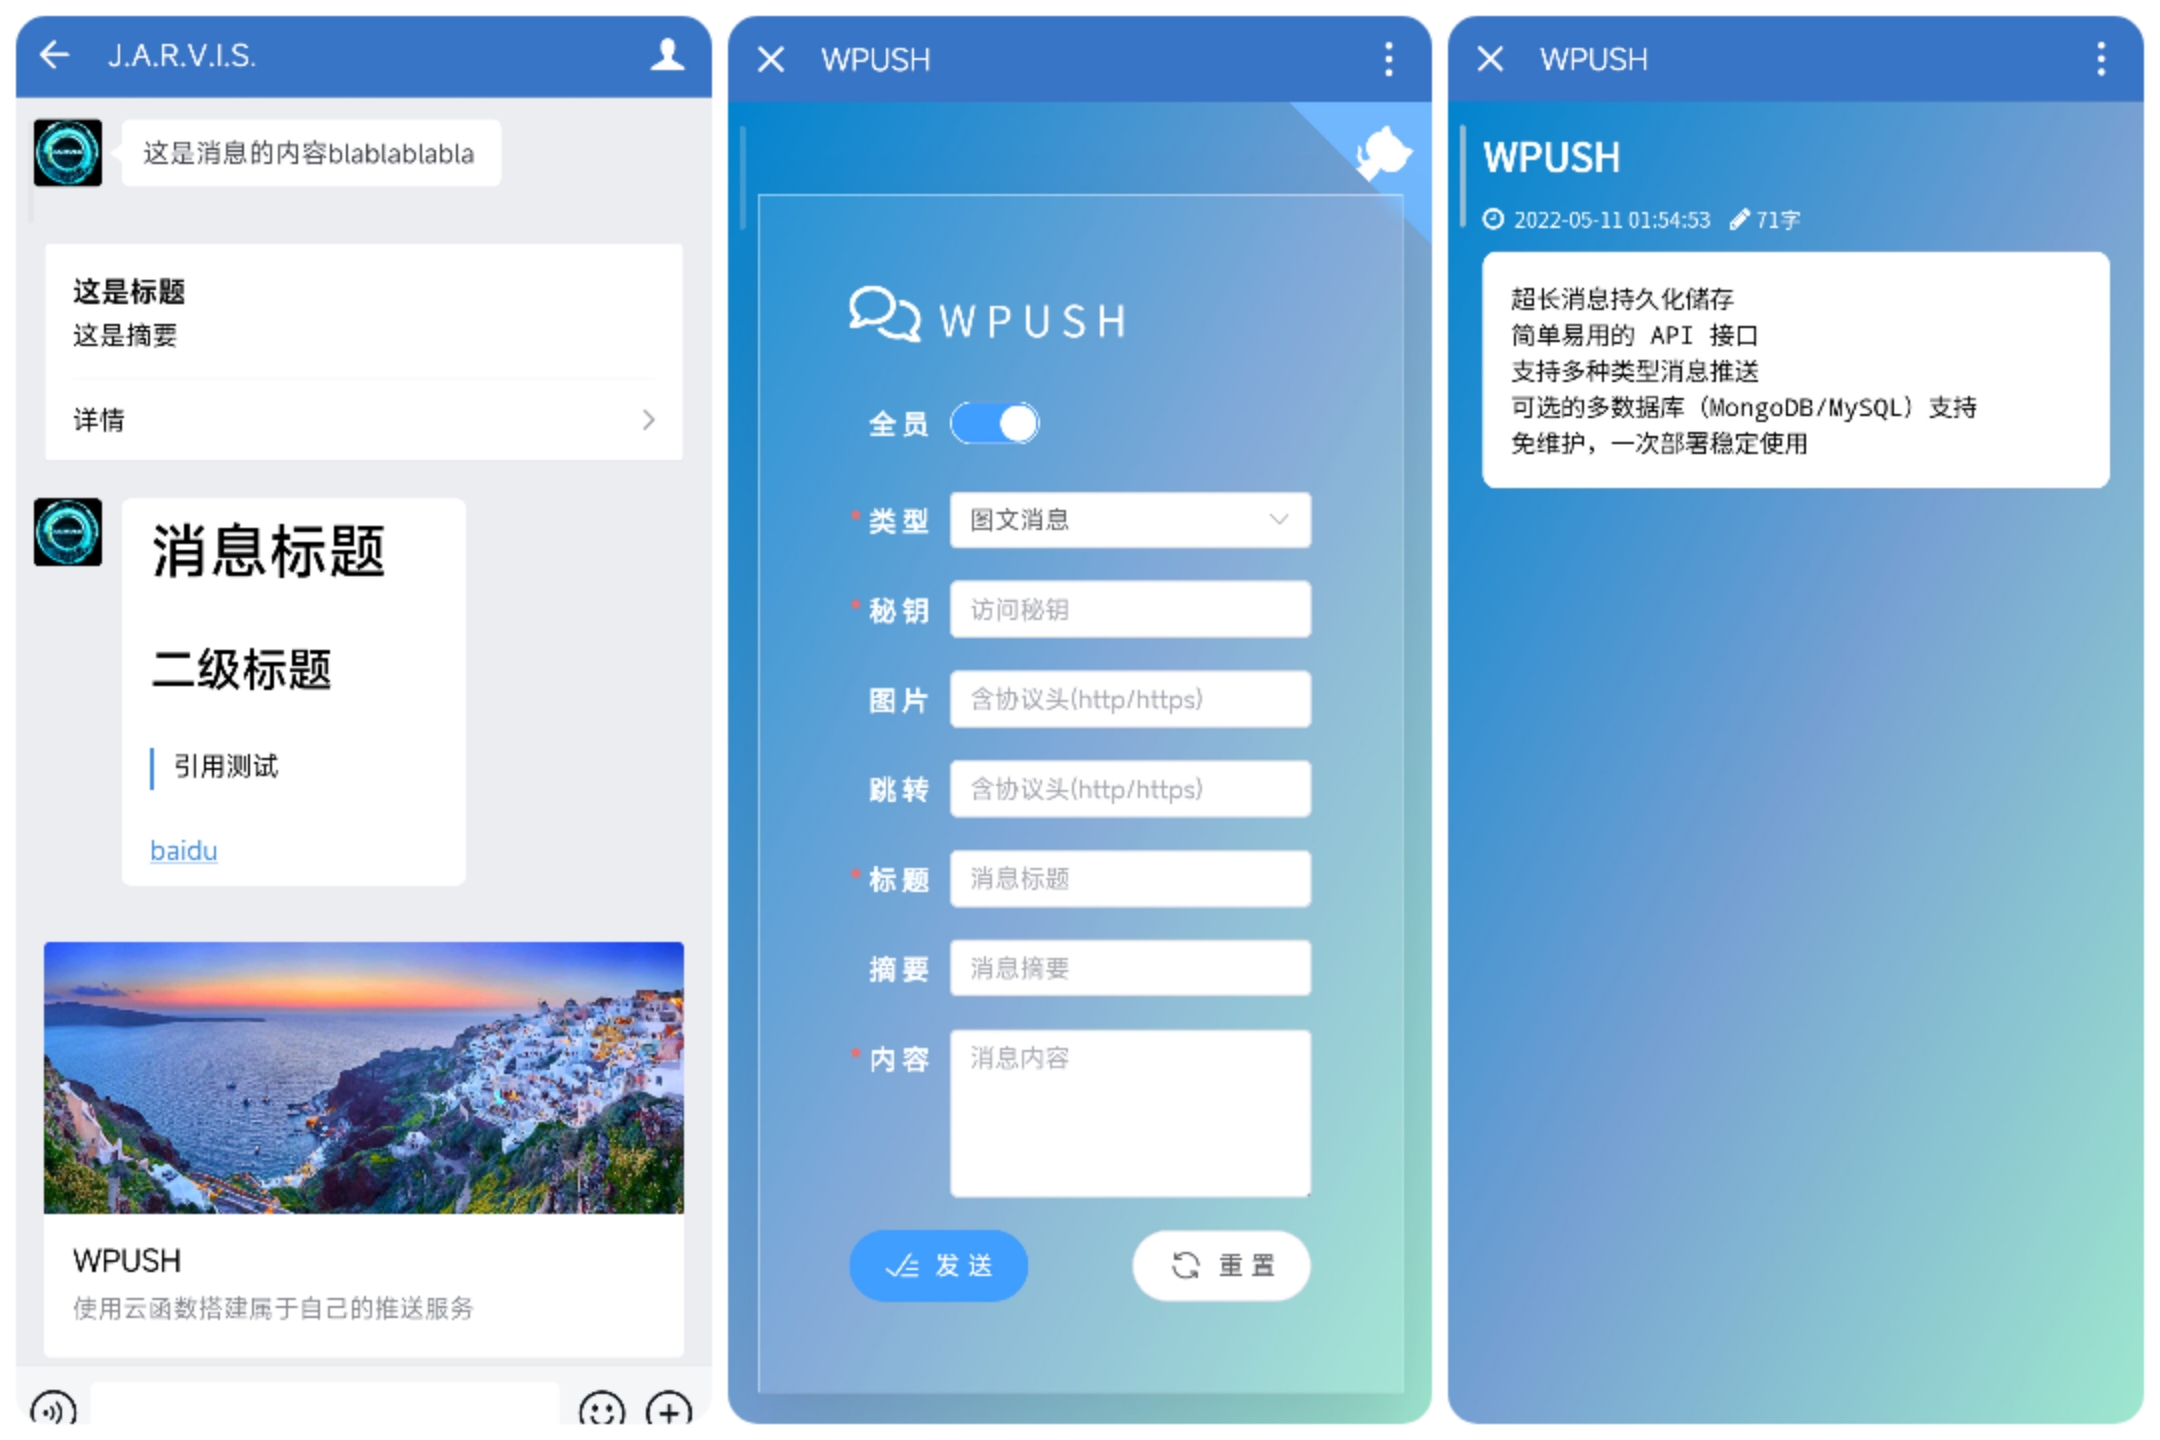 J.A.R.V.I.S.
这是消息的内容blablablabla
这是标题
这是摘要
详情
消息标题
二级标题
引用测试
baidu
WPUSH
使用云函数搭建属于自己的推送服务
WPUSH
WPUSH
全员
* 类型 图文消息
* 秘钥 访问秘钥
图片 含协议头(http/https)
跳转 含协议头(http/https)
* 标题 消息标题
摘要 消息摘要
* 内容 消息内容
发送 重置
WPUSH
WPUSH
2022-05-11 01:54:53 71字
超长消息持久化储存
简单易用的 API 接口
支持多种类型消息推送
可选的多数据库（MongoDB/MySQL）支持
免维护，一次部署稳定使用